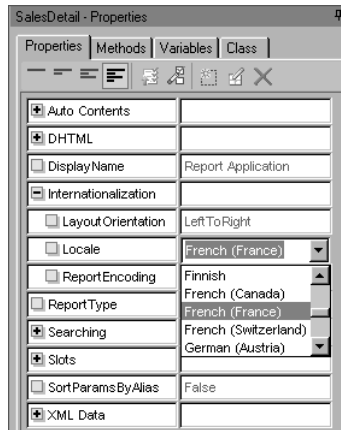 SalesDetail - Properties
Properties Methods Variables Class
Auto Contents
DHTML
DisplayName Report Application
Internationalization
LayoutOrientation LeftToRight
Locale French (France)
ReportEncoding Finnish
French (Canada)
ReportType French (France)
Searching French (Switzerland)
Slots German (Austria)
SortParamsByAlias False
XML Data